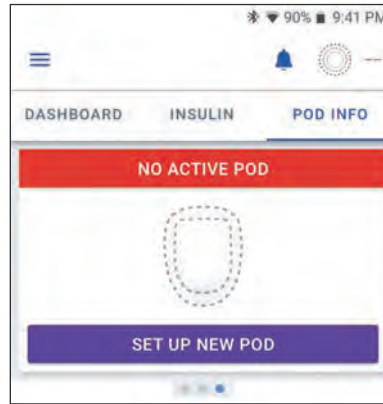 90% 9:41 PM
--
DASHBOARD INSULIN POD INFO
NO ACTIVE POD
SET UP NEW POD